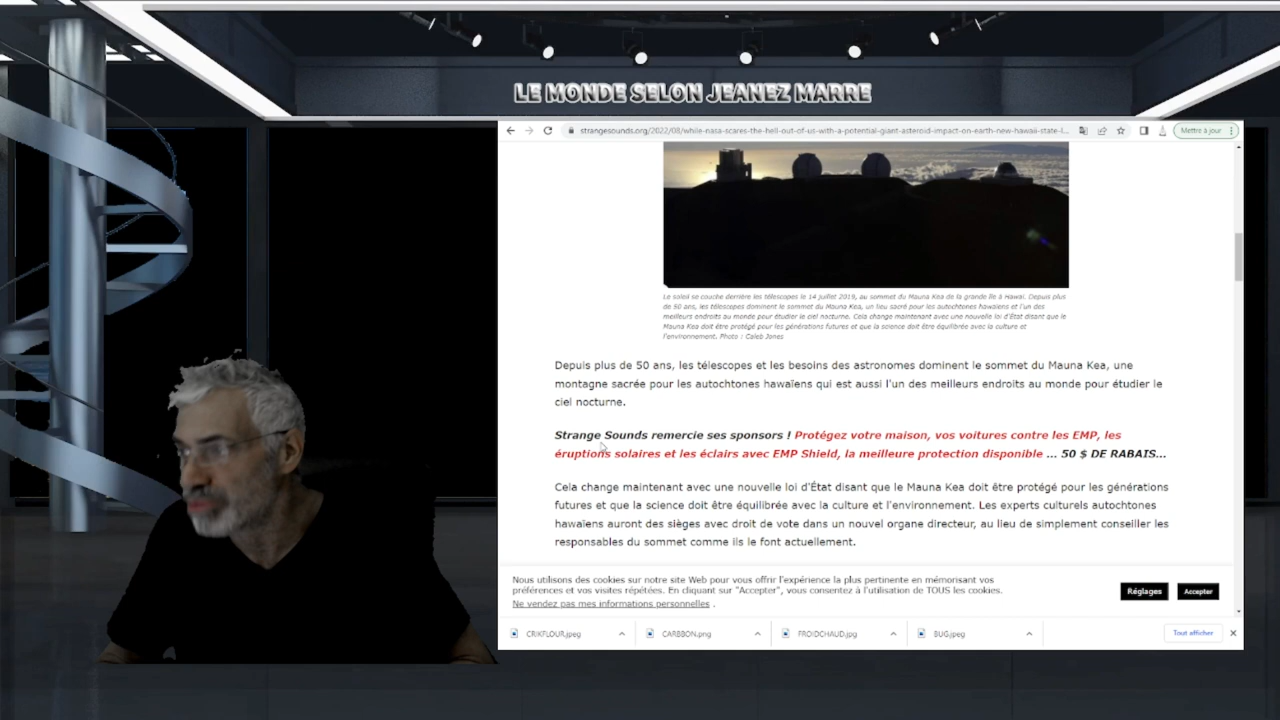 LE MONDE SELON JEANEZ MARRE
strangesounds.org/2022/08/while-nasa-scares-the-hell-out-of-us-with-a-potential-giant-asteroid-impact-on-earth-new-hawaii-state-l...
Mettre à jour
Le soleil se couche derrière les télescopes le 14 juillet 2019, au sommet du Mauna Kea de la grande île à Hawaï. Depuis plus
de 50 ans, les télescopes dominent le sommet du Mauna Kea, un lieu sacré pour les autochtones hawaïens et l'un des
meilleurs endroits au monde pour étudier le ciel nocturne. Cela change maintenant avec une nouvelle loi d'État disant que le
Mauna Kea doit être protégé pour les générations futures et que la science doit être équilibrée avec la culture et
l'environnement. Photo : Caleb Jones
Depuis plus de 50 ans, les télescopes et les besoins des astronomes dominent le sommet du Mauna Kea, une
montagne sacrée pour les autochtones hawaïens qui est aussi l'un des meilleurs endroits au monde pour étudier le
ciel nocturne.
Strange Sounds remercie ses sponsors ! Protégez votre maison, vos voitures contre les EMP, les
éruptions solaires et les éclairs avec EMP Shield, la meilleure protection disponible ... 50 $ DE RABAIS...
Cela change maintenant avec une nouvelle loi d'État disant que le Mauna Kea doit être protégé pour les générations
futures et que la science doit être équilibrée avec la culture et l'environnement. Les experts culturels autochtones
hawaïens auront des sièges avec droit de vote dans un nouvel organe directeur, au lieu de simplement conseiller les
responsables du sommet comme ils le font actuellement.
Nous utilisons des cookies sur notre site Web pour vous offrir l'expérience la plus pertinente en mémorisant vos
préférences et vos visites répétées. En cliquant sur "Accepter", vous consentez à l'utilisation de TOUS les cookies.
Ne vendez pas mes informations personnelles .
Réglages
Accepter
CRIKFLOUR.jpeg
CARBBON.png
FROIDCHAUD.jpg
BUG.jpeg
Tout afficher